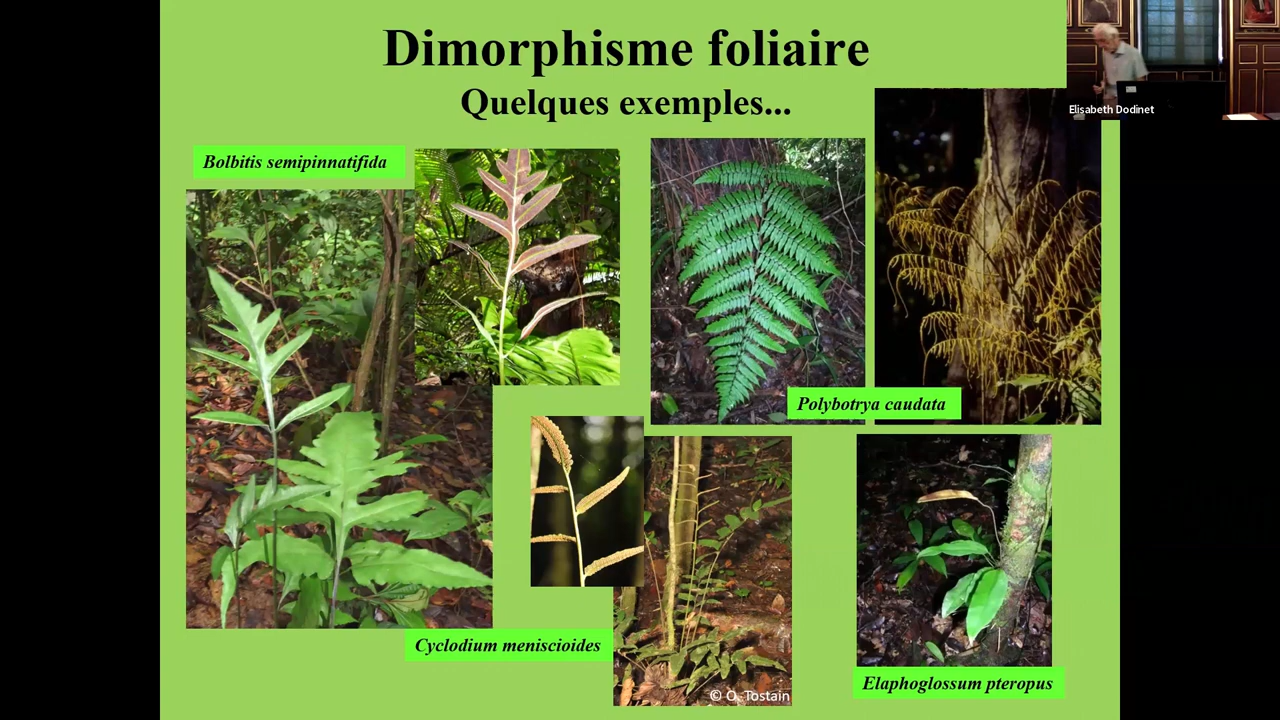 Dimorphisme foliaire
Quelques exemples...
Elisabeth Dodinet
Bolbitis semipinnatifida
Polybotrya caudata
Cyclodium meniscioides
Elaphoglossum pteropus
© O. Tostain